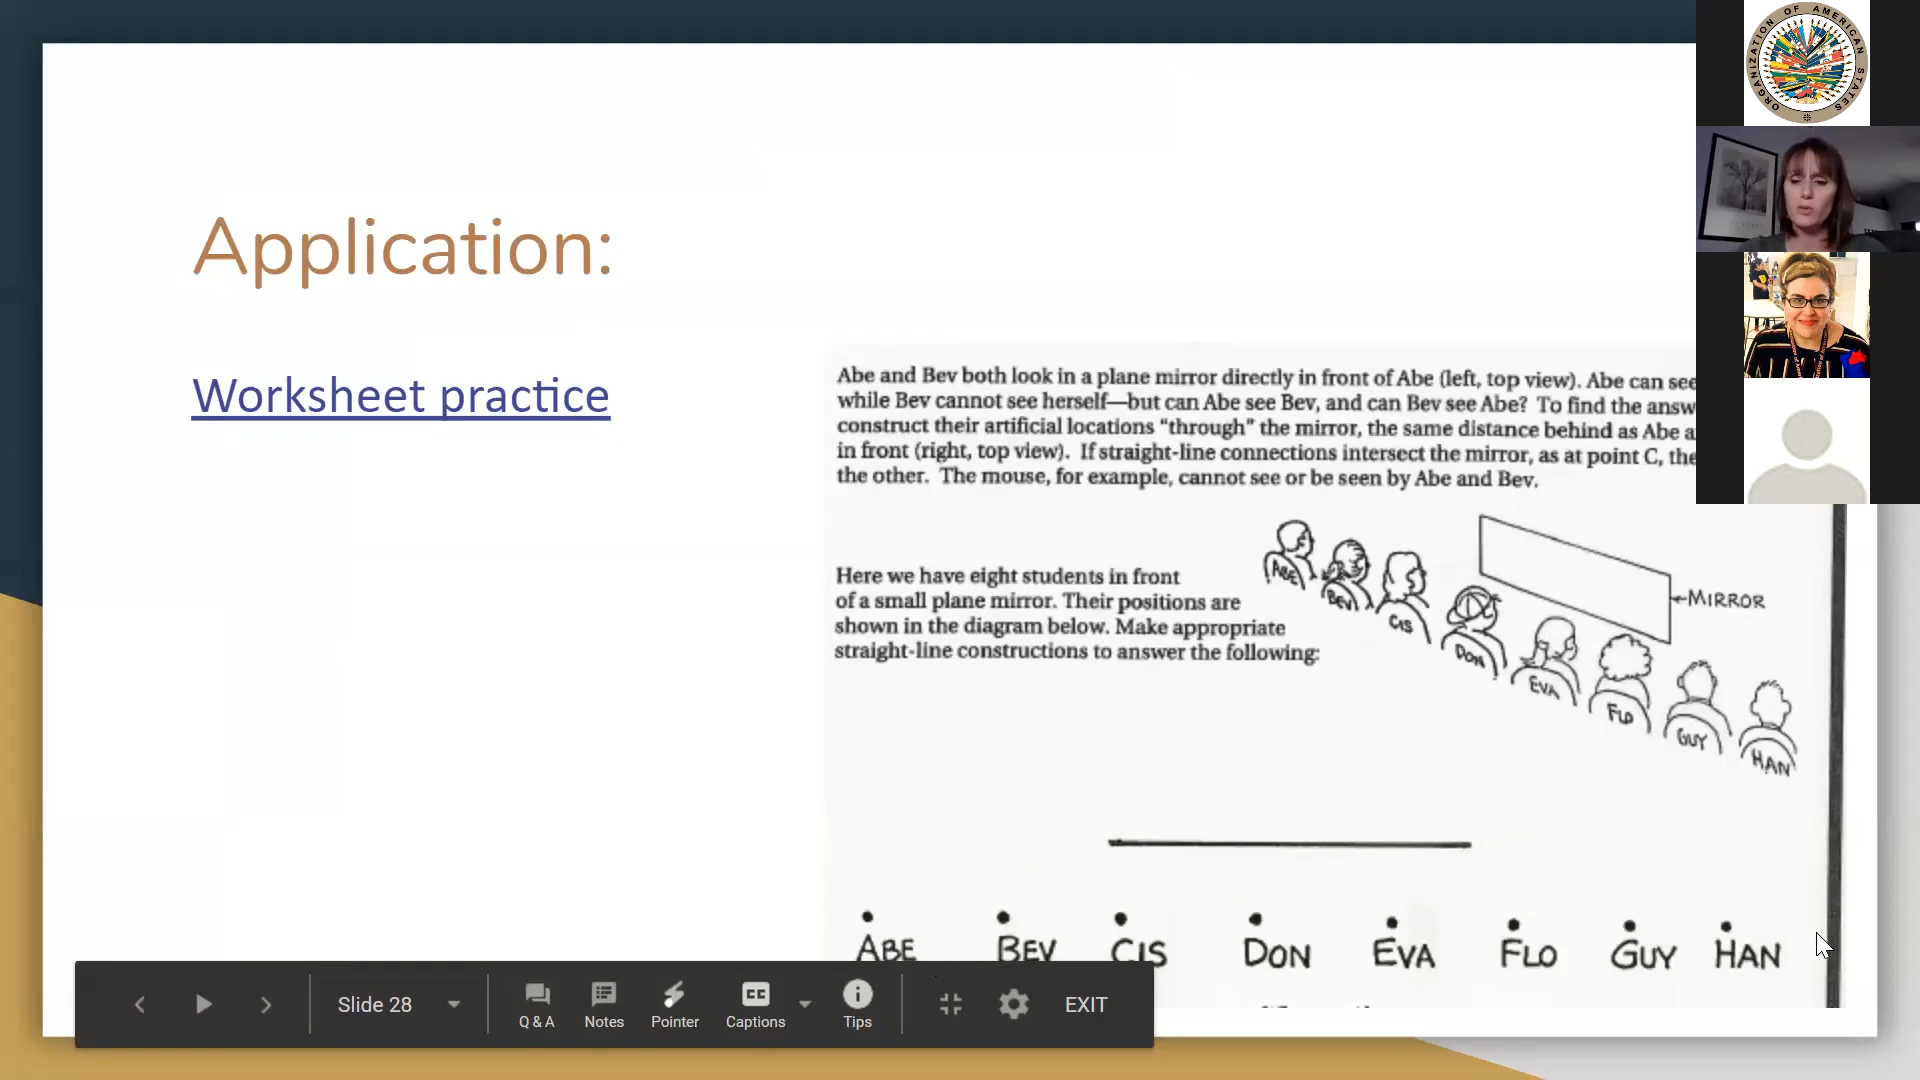 ORGANIZATION OF AMERICAN STATES
Application:
Worksheet practice
Abe and Bev both look in a plane mirror directly in front of Abe (left, top view). Abe can see
while Bev cannot see herself—but can Abe see Bev, and can Bev see Abe? To find the answ
construct their artificial locations "through" the mirror, the same distance behind as Abe a
in front (right, top view). If straight-line connections intersect the mirror, as at point C, the
the other. The mouse, for example, cannot see or be seen by Abe and Bev.
Here we have eight students in front
of a small plane mirror. Their positions are
shown in the diagram below. Make appropriate
straight-line constructions to answer the following:
MIRROR
ABE
BEV
CIS
DON
EVA
FLO
GUY
HAN
ABE BEV CIS DON EVA FLO GUY HAN
Slide 28
Q & A
Notes
Pointer
CC
Captions
Tips
EXIT